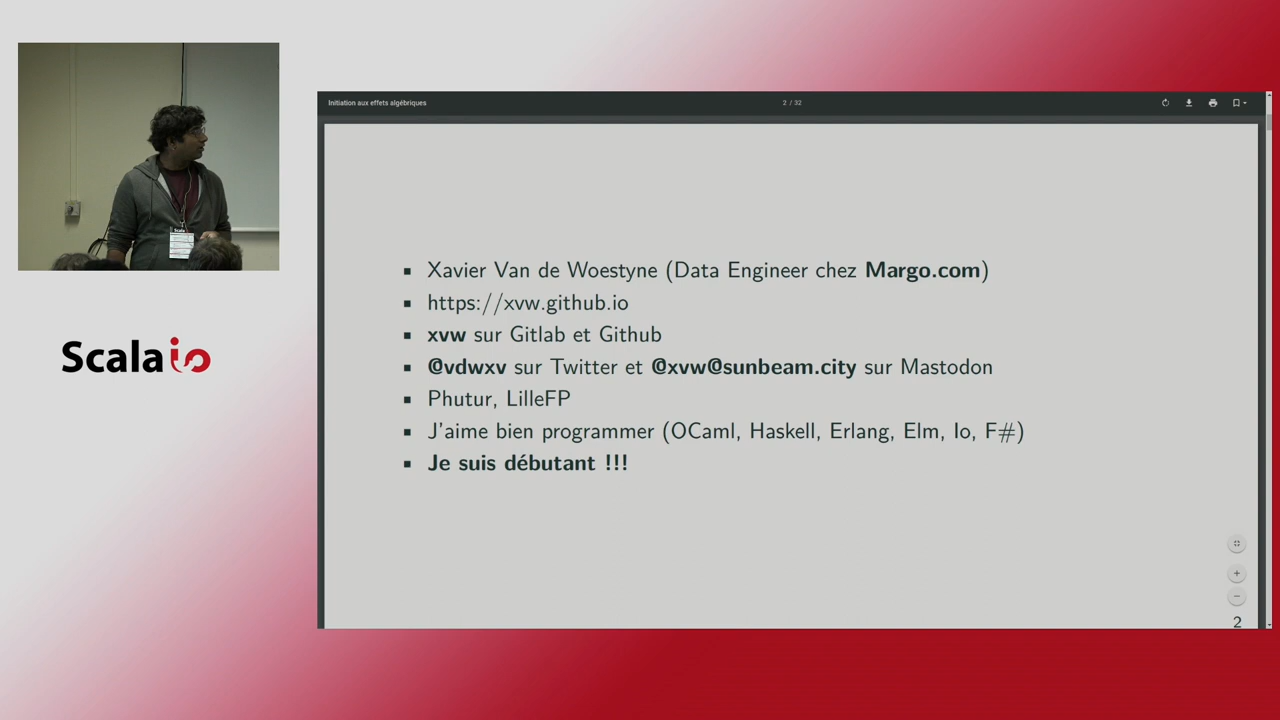 Initiation aux effets algébriques
2 / 32
Scala
Xavier Van de Woestyne (Data Engineer chez Margo.com)
https://xvw.github.io
xvw sur Gitlab et Github
@vdwxv sur Twitter et @xvw@sunbeam.city sur Mastodon
Phutur, LilleFP
J'aime bien programmer (OCaml, Haskell, Erlang, Elm, Io, F#)
Je suis débutant !!!
Scala io
2